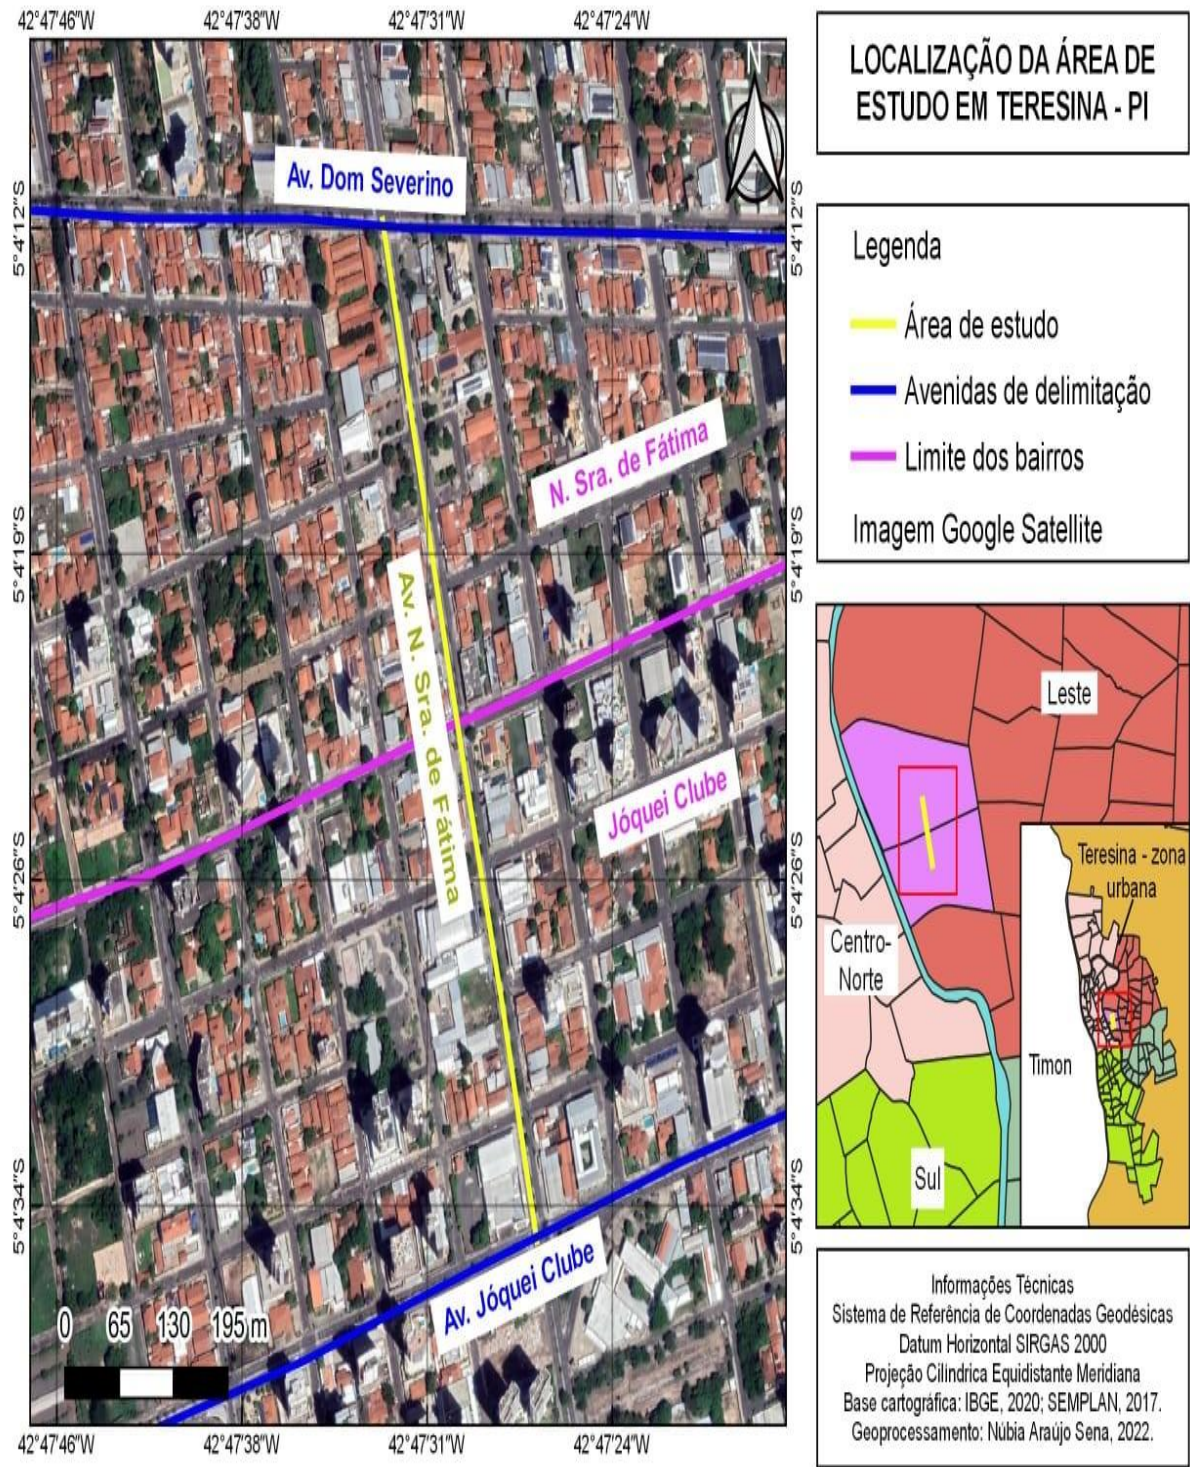 42°47'46"W
42°47'38"W
42°47'31"W
42°47'24"W
5°4'12"S
5°4'19"S
5°4'26"S
5°4'34"S
N
Av. Dom Severino
N. Sra. de Fátima
Av. N. Sra. de Fátima
Jóquei Clube
Av. Jóquei Clube
0 65 130 195 m
5°4'12"S
5°4'19"S
5°4'26"S
5°4'34"S
42°47'46"W
42°47'38"W
42°47'31"W
42°47'24"W
LOCALIZAÇÃO DA ÁREA DE
ESTUDO EM TERESINA - PI
Legenda
Área de estudo
Avenidas de delimitação
Limite dos bairros
Imagem Google Satellite
Leste
Centro-
Norte
Sul
Teresina - zona
urbana
Timon
Informações Técnicas
Sistema de Referência de Coordenadas Geodésicas
Datum Horizontal SIRGAS 2000
Projeção Cilíndrica Equidistante Meridiana
Base cartográfica: IBGE, 2020; SEMPLAN, 2017.
Geoprocessamento: Núbia Araújo Sena, 2022.